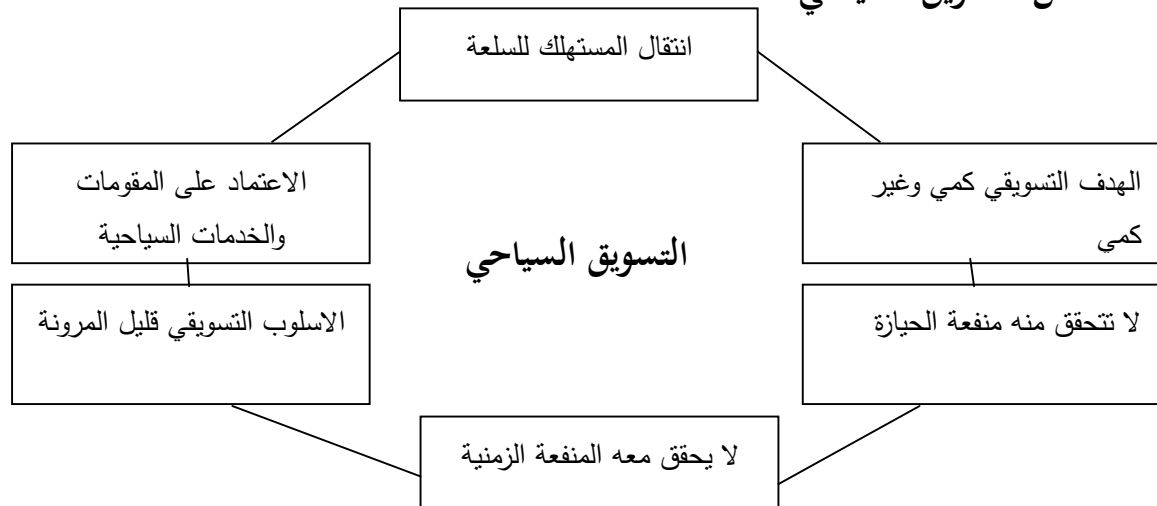 انتقال المستهلك للسلعة
الهدف التسويقي كمي وغير
كمي
الاعتماد على المقومات
والخدمات السياحية
التسويق السياحي
لا تتحقق منه منفعة الحيازة
الاسلوب التسويقي قليل المرونة
لا يحقق معه المنفعة الزمنية